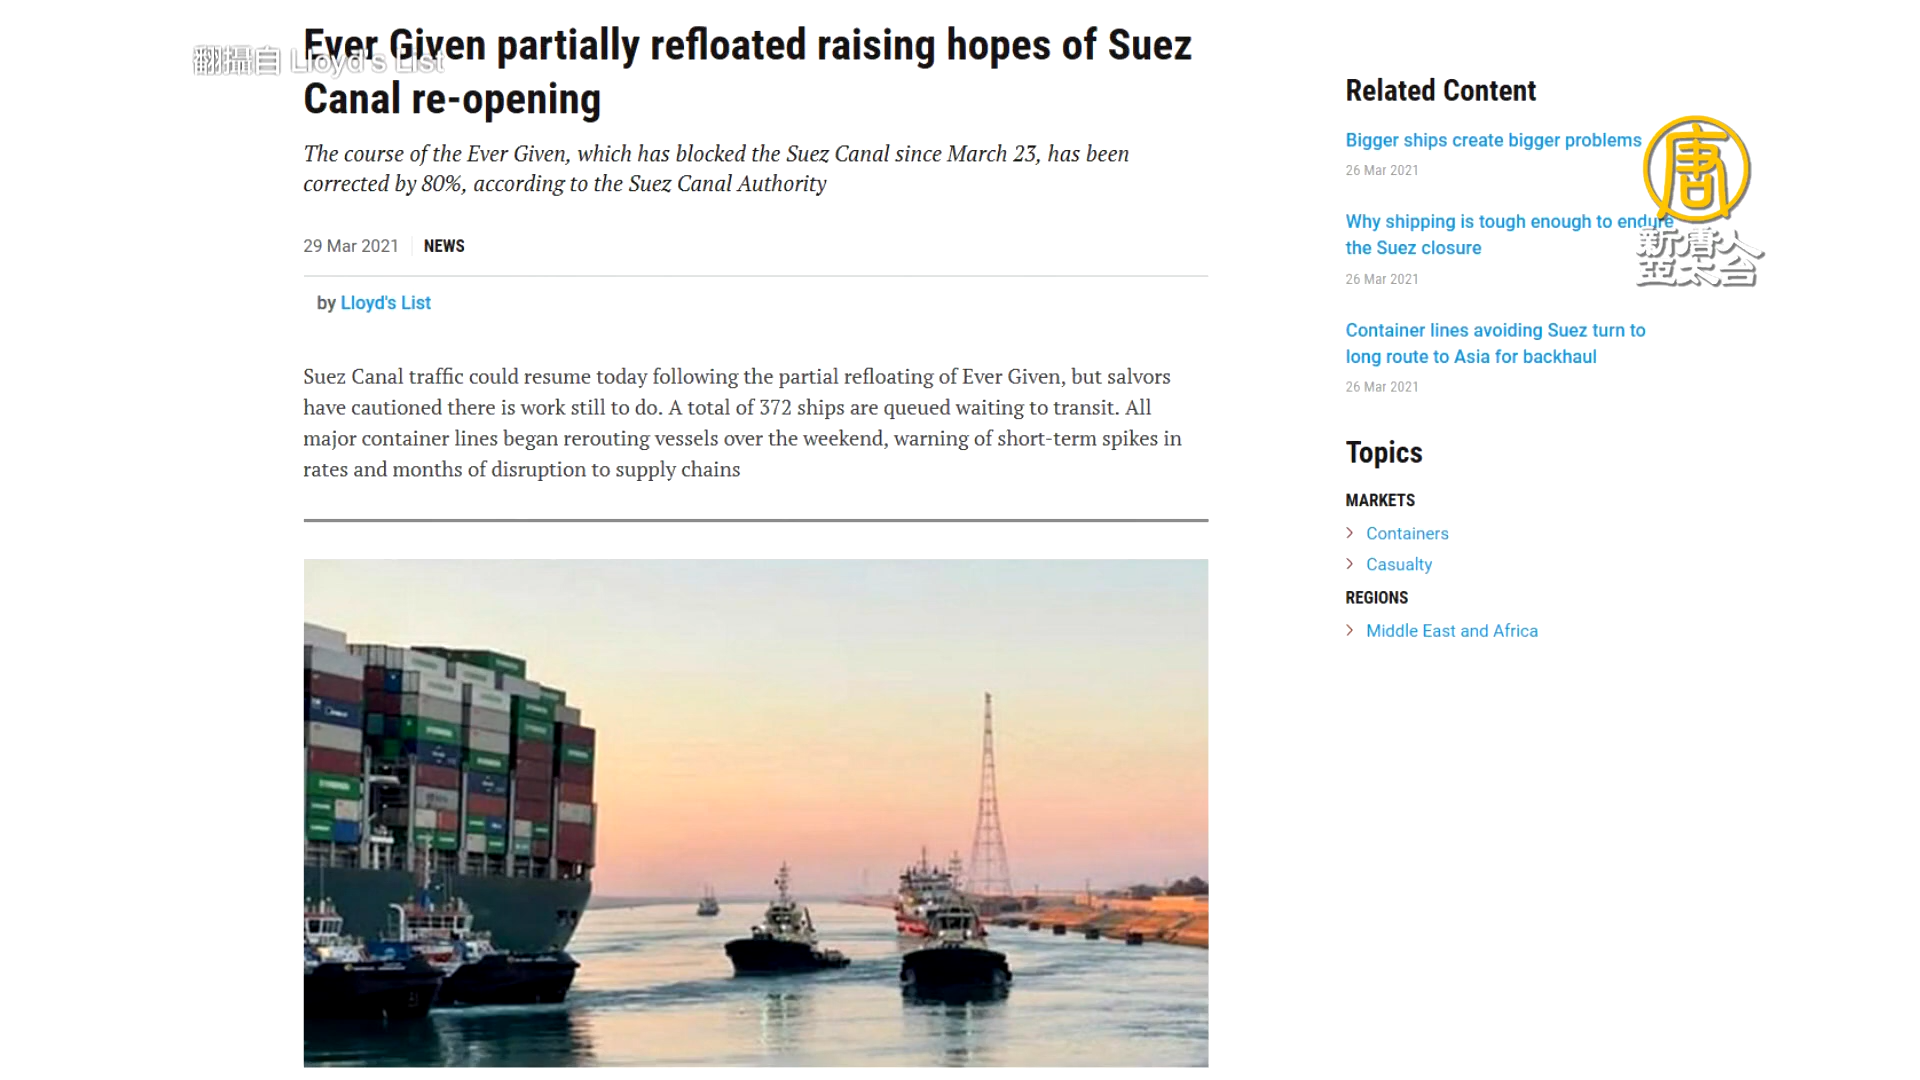 翻攝自 Lloyd's List
Ever Given partially refloated raising hopes of Suez
Canal re-opening
The course of the Ever Given, which has blocked the Suez Canal since March 23, has been
corrected by 80%, according to the Suez Canal Authority
29 Mar 2021 NEWS
by Lloyd's List
Suez Canal traffic could resume today following the partial refloating of Ever Given, but salvors
have cautioned there is work still to do. A total of 372 ships are queued waiting to transit. All
major container lines began rerouting vessels over the weekend, warning of short-term spikes in
rates and months of disruption to supply chains
Related Content
Bigger ships create bigger problems
26 Mar 2021
Why shipping is tough enough to endure
the Suez closure
26 Mar 2021
Container lines avoiding Suez turn to
long route to Asia for backhaul
26 Mar 2021
Topics
MARKETS
Containers
Casualty
REGIONS
Middle East and Africa
唐
新唐人
亞太台